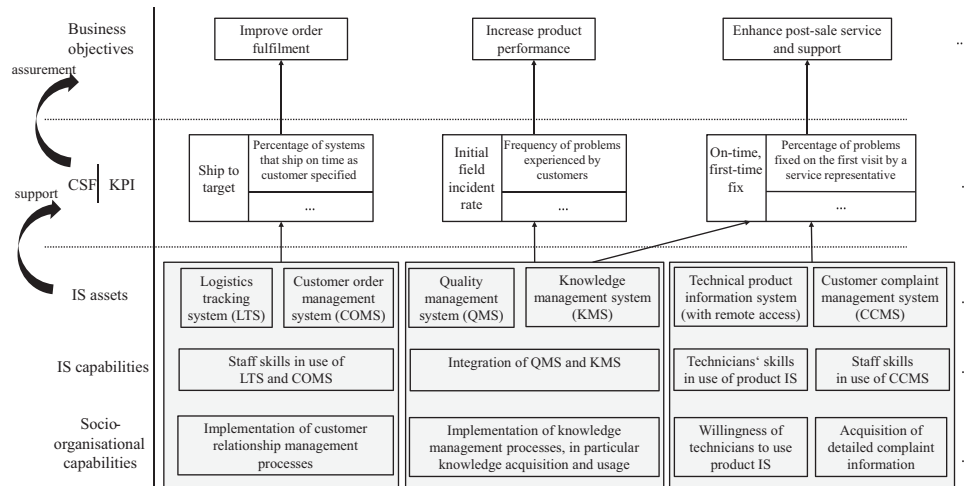 Business
objectives
Improve order
fulfilment
Increase product
performance
Enhance post-sale service
and support
..
assurement
support
CSF
KPI
Ship to
target
Percentage of systems
that ship on time as
customer specified
...
Initial
field
incident
rate
Frequency of problems
experienced by
customers
...
On-time,
first-time
fix
Percentage of problems
fixed on the first visit by a
service representative
...
.
IS assets
Logistics
tracking
system (LTS)
Customer order
management
system (COMS)
Quality
management
system (QMS)
Knowledge
management system
(KMS)
Technical product
information system
(with remote access)
Customer complaint
management system
(CCMS)
.
IS capabilities
Staff skills in use of
LTS and COMS
Integration of QMS and KMS
Technicians‘ skills
in use of product IS
Staff skills
in use of CCMS
.
Socio-
organisational
capabilities
Implementation of customer
relationship management
processes
Implementation of knowledge
management processes, in particular
knowledge acquisition and usage
Willingness of
technicians to use
product IS
Acquisition of
detailed complaint
information
.